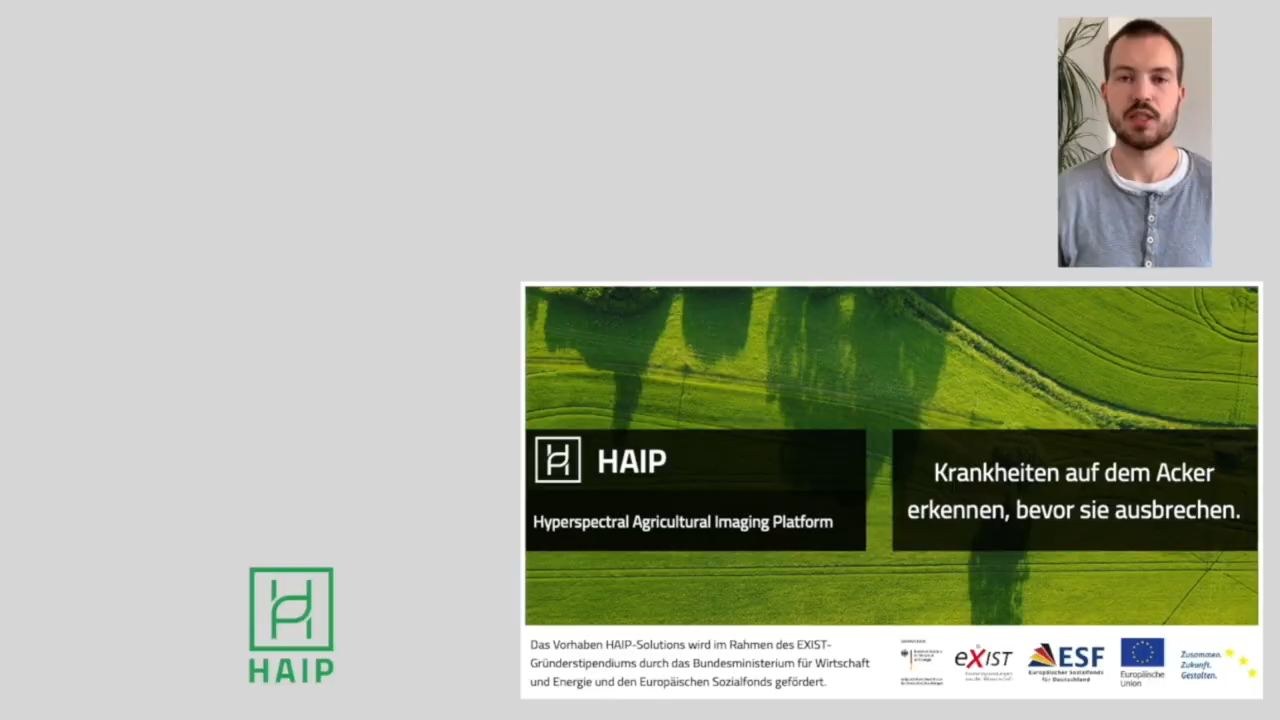 HAIP
Hyperspectral Agricultural Imaging Platform
Krankheiten auf dem Acker
erkennen, bevor sie ausbrechen.
HAIP
Das Vorhaben HAIP-Solutions wird im Rahmen des EXIST-
Gründerstipendiums durch das Bundesministerium für Wirtschaft
und Energie und den Europäischen Sozialfonds gefördert.
eXIST
ESF
Europäischer Sozialfonds
für Deutschland
Europäische
Union
Zusammen.
Zukunft.
Gestalten.